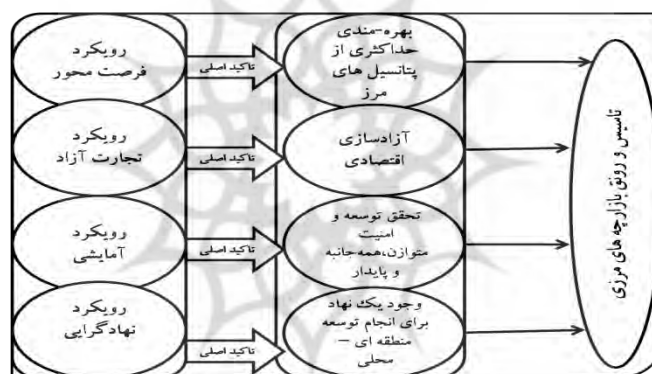 رویکرد
فرصت محور
تاکید اصلی
بهره-مندی
حداکثری از
پتانسیل های
مرز
رویکرد
تجارت آزاد
تاکید اصلی
آزادسازی
اقتصادی
رویکرد
آمایشی
تاکید اصلی
تحقق توسعه و
امنیت
متوازن،همه‌جانبه
و پایدار
رویکرد
نهادگرایی
تاکید اصلی
وجود یک نهاد
برای انجام توسعه
منطقه ای –
محلی
تاسیس و رونق بازارچه های مرزی